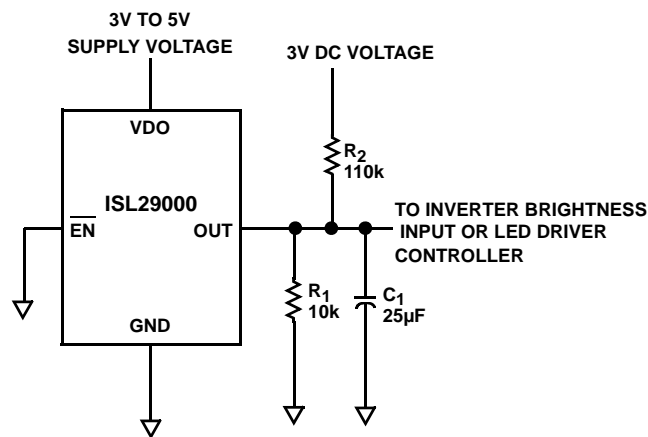 3V TO 5V
SUPPLY VOLTAGE
3V DC VOLTAGE
VDO
R2
110k
ISL29000
EN
OUT
TO INVERTER BRIGHTNESS
INPUT OR LED DRIVER
CONTROLLER
R1
10k
C1
25µF
GND